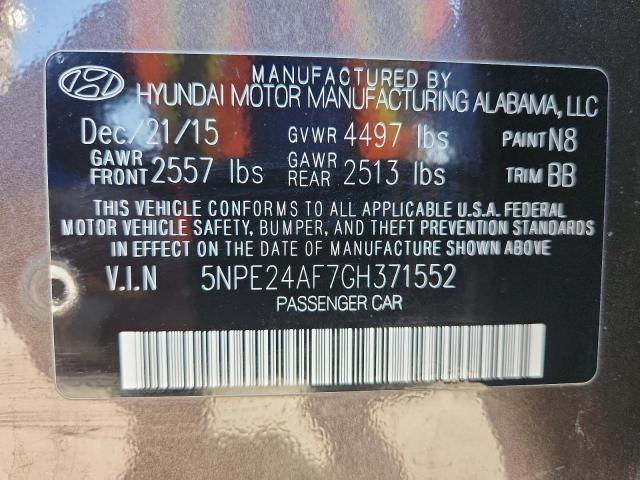 MANUFACTURED BY
HYUNDAI MOTOR MANUFACTURING ALABAMA, LLC
Dec/21/15 GVWR 4497 lbs PAINT N8
GAWR FRONT 2557 lbs GAWR REAR 2513 lbs TRIM BB
THIS VEHICLE CONFORMS TO ALL APPLICABLE U.S.A. FEDERAL
MOTOR VEHICLE SAFETY, BUMPER, AND THEFT PREVENTION STANDARDS
IN EFFECT ON THE DATE OF MANUFACTURE SHOWN ABOVE
V.I.N 5NPE24AF7GH371552
PASSENGER CAR